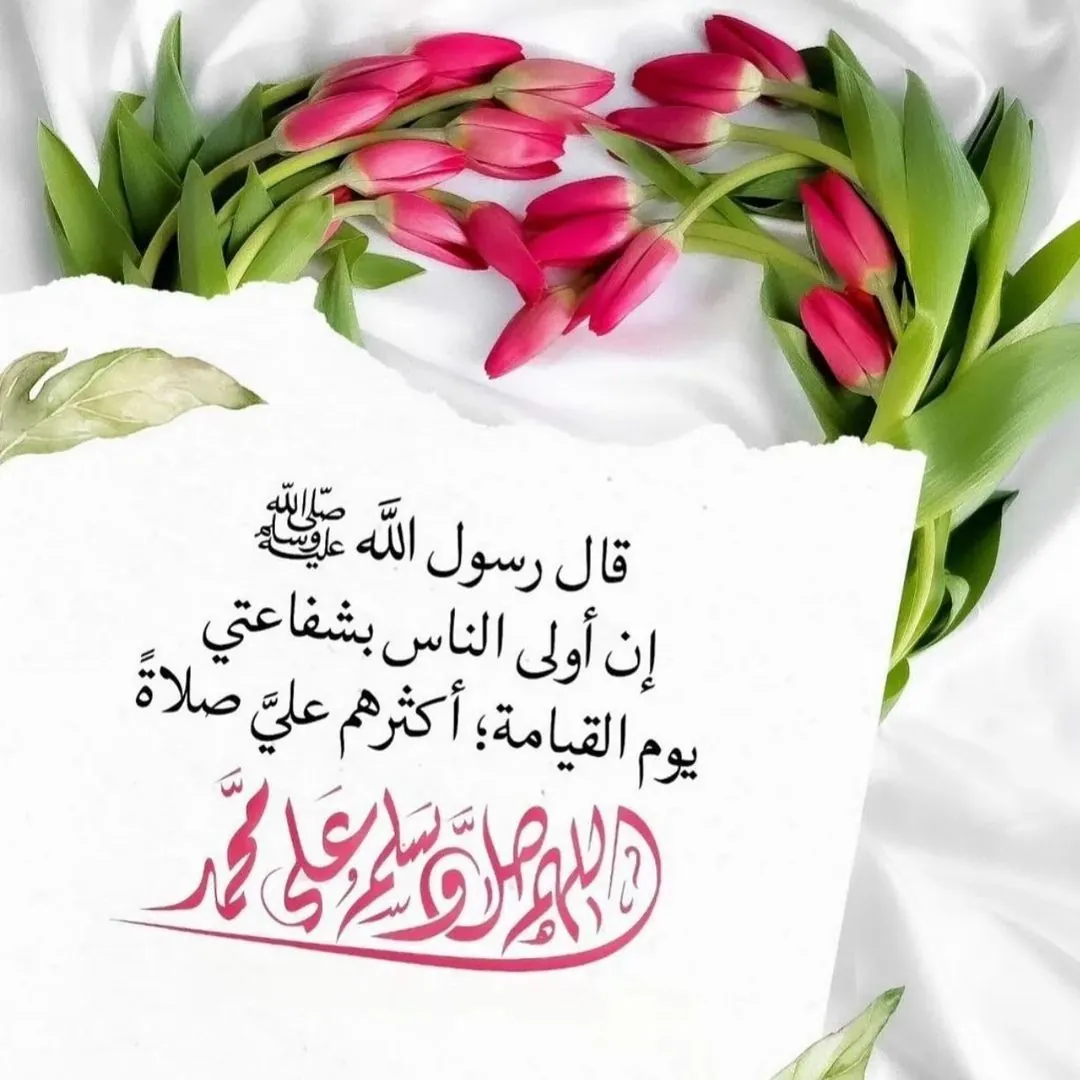 قال رسول اللَّه ﷺ
إن أولى الناس بشفاعتي
يوم القيامة؛ أكثرهم عليَّ صلاةً
اللهم صل وسلم على محمد